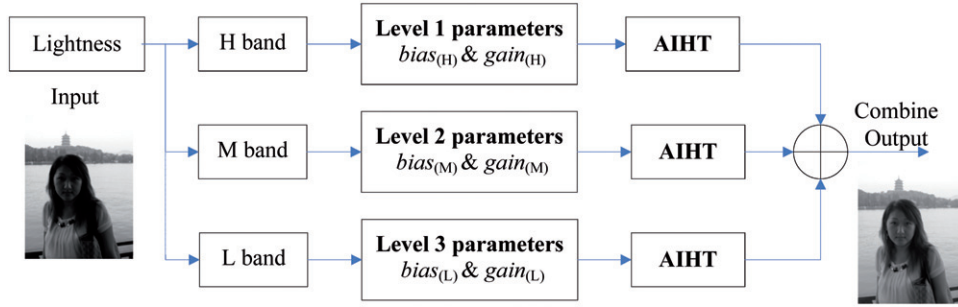 Lightness
Input
H band
Level 1 parameters
bias(H) & gain(H)
AIHT
M band
Level 2 parameters
bias(M) & gain(M)
AIHT
L band
Level 3 parameters
bias(L) & gain(L)
AIHT
Combine
Output